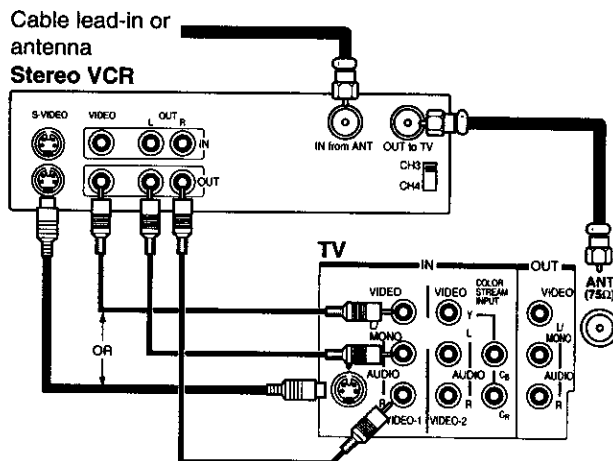 Cable lead-in or
antenna
Stereo VCR
S-VIDEO
VIDEO
OUT
L R
IN
OUT
IN from ANT
OUT to TV
CH3
CH4
TV
IN
OUT
ANT
(75Ω)
VIDEO
L/
MONO
AUDIO
R
VIDEO-1
VIDEO
L
AUDIO
R
VIDEO-2
COLOR
STREAM
INPUT
Y
CB
CR
VIDEO
L/
MONO
AUDIO
R
OR